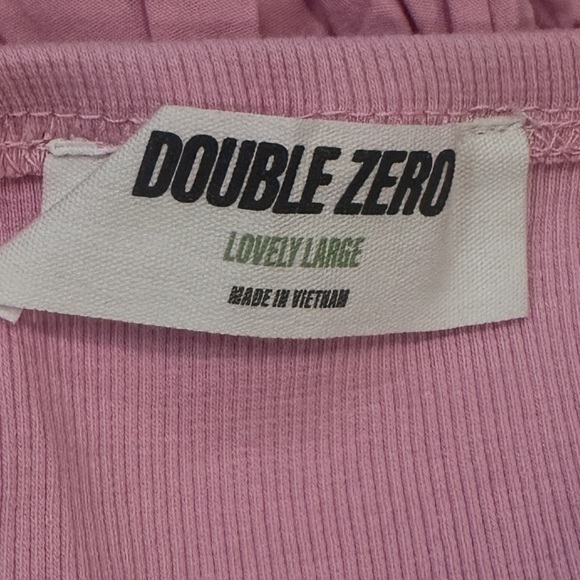 DOUBLE ZERO
LOVELY LARGE
MADE IN VIETNAM